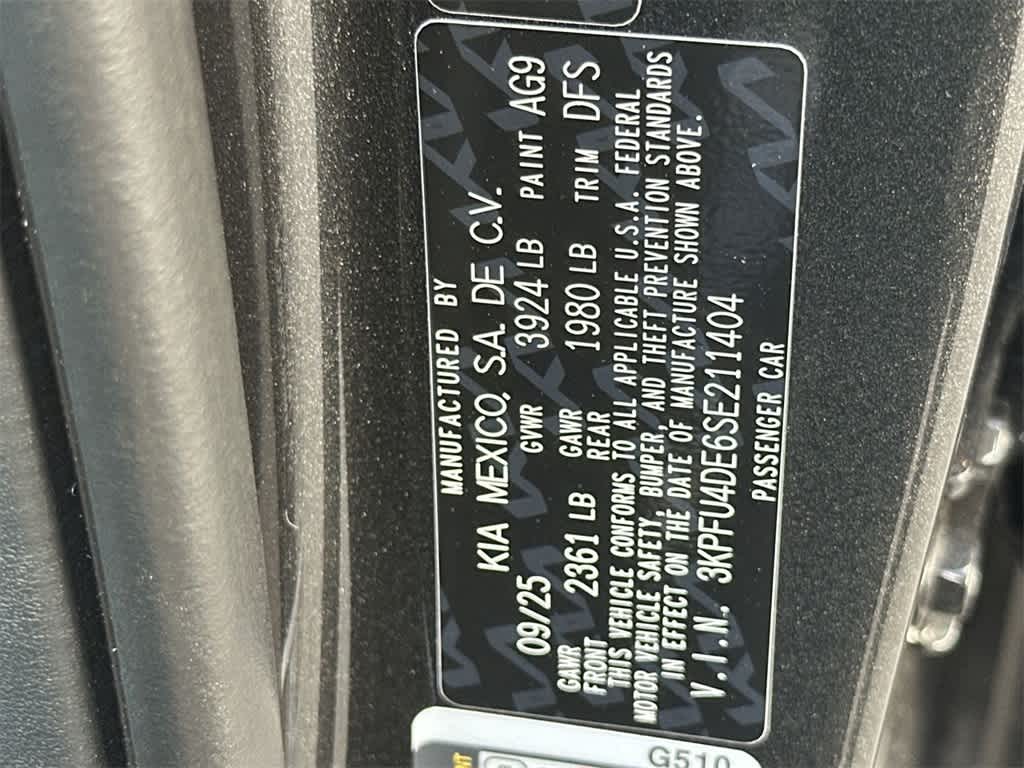 MANUFACTURED BY
KIA MEXICO, S.A. DE C.V.
09/25 GVWR 3924 LB PAINT AG9
GAWR FRONT 2361 LB GAWR REAR 1980 LB TRIM DFS
THIS VEHICLE CONFORMS TO ALL APPLICABLE U.S.A. FEDERAL
MOTOR VEHICLE SAFETY, BUMPER, AND THEFT PREVENTION STANDARDS
IN EFFECT ON THE DATE OF MANUFACTURE SHOWN ABOVE.
V.I.N. 3KPFU4DE6SE211404
PASSENGER CAR
G510